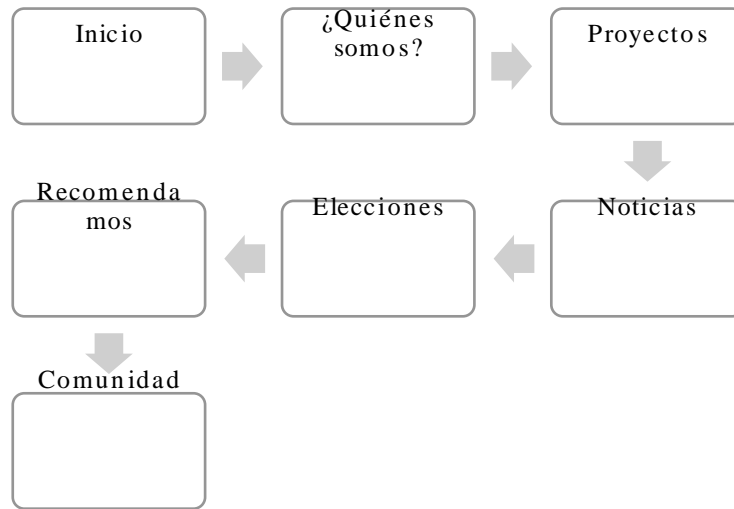 Inicio
¿Quiénes
somos?
Proyectos
Noticias
Elecciones
Recomenda
mos
Comunidad